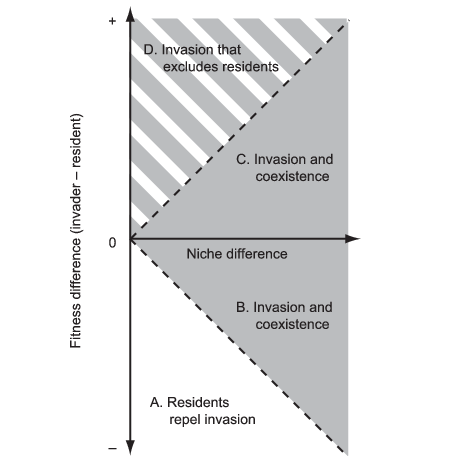 +
D. Invasion that
excludes residents
C. Invasion and
coexistence
Fitness difference (invader – resident)
0
Niche difference
B. Invasion and
coexistence
A. Residents
repel invasion
–